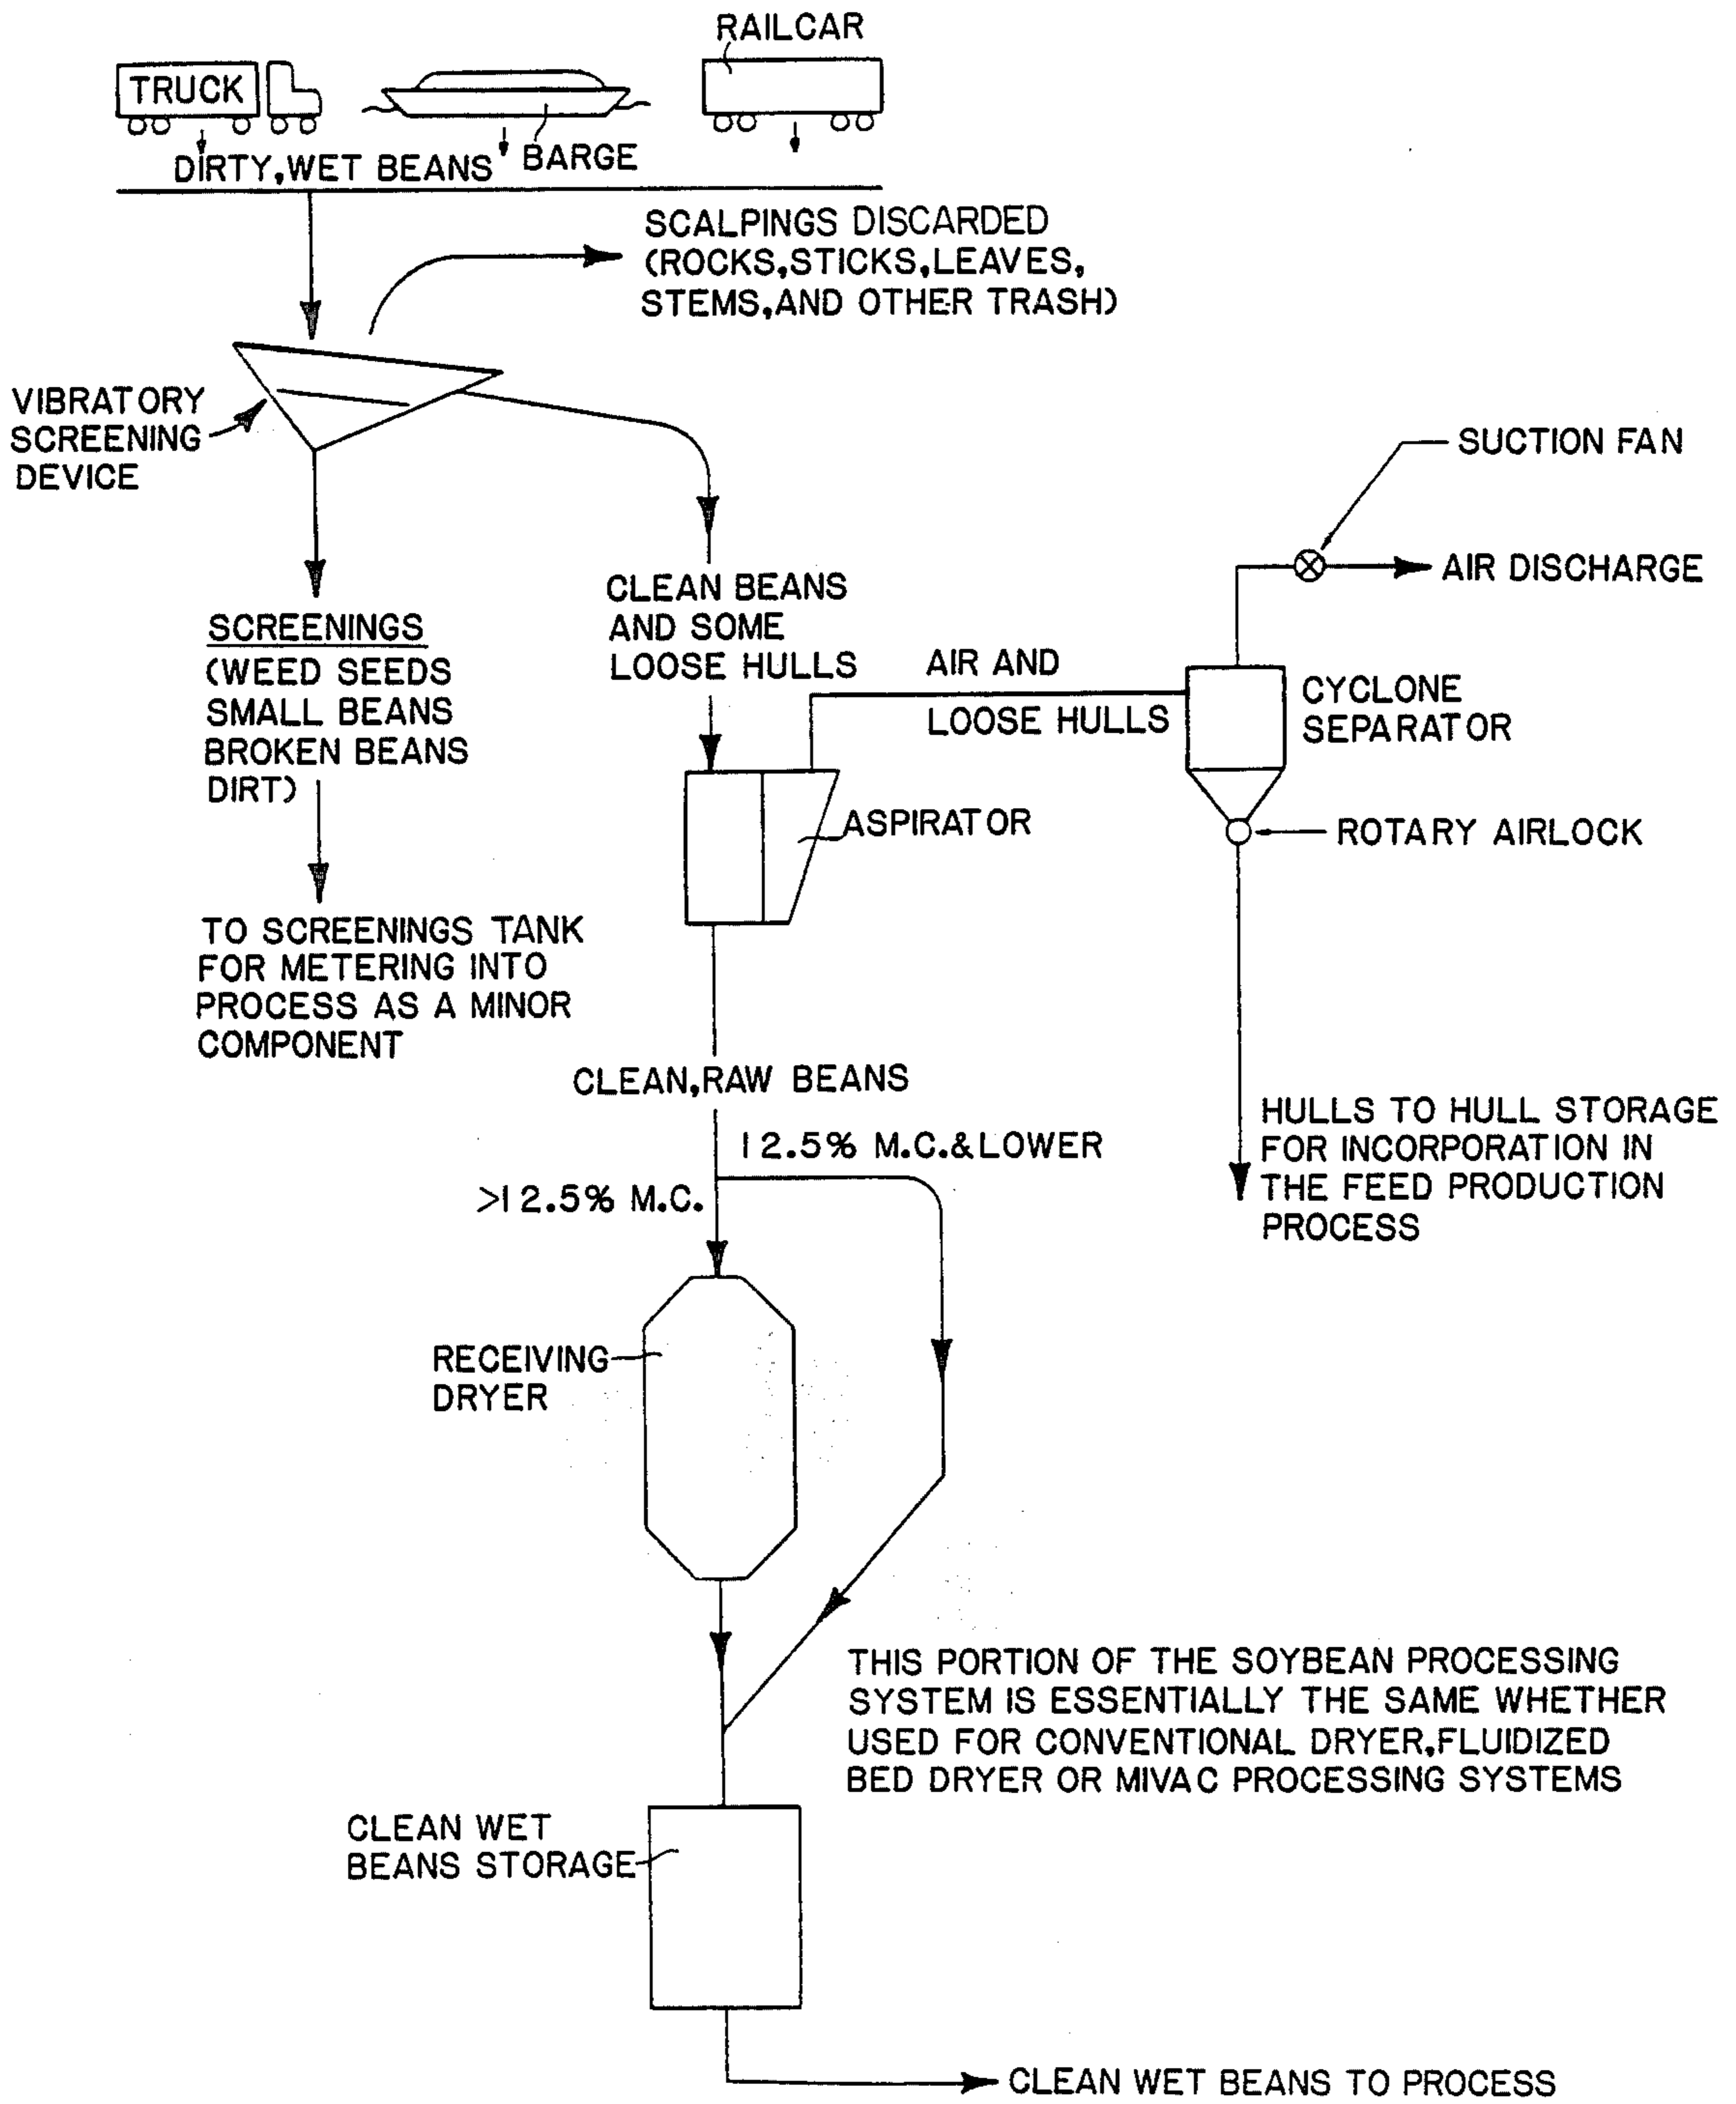 RAILCAR
TRUCK
BARGE
DIRTY, WET BEANS
SCALPINGS DISCARDED
(ROCKS, STICKS, LEAVES,
STEMS, AND OTHER TRASH)
VIBRATORY
SCREENING
DEVICE
SUCTION FAN
AIR DISCHARGE
SCREENINGS
(WEED SEEDS
SMALL BEANS
BROKEN BEANS
DIRT)
CLEAN BEANS
AND SOME
LOOSE HULLS
AIR AND
LOOSE HULLS
CYCLONE
SEPARATOR
ASPIRATOR
ROTARY AIRLOCK
TO SCREENINGS TANK
FOR METERING INTO
PROCESS AS A MINOR
COMPONENT
CLEAN, RAW BEANS
12.5% M.C. & LOWER
>12.5% M.C.
HULLS TO HULL STORAGE
FOR INCORPORATION IN
THE FEED PRODUCTION
PROCESS
RECEIVING
DRYER
THIS PORTION OF THE SOYBEAN PROCESSING
SYSTEM IS ESSENTIALLY THE SAME WHETHER
USED FOR CONVENTIONAL DRYER, FLUIDIZED
BED DRYER OR MIVAC PROCESSING SYSTEMS
CLEAN WET
BEANS STORAGE
CLEAN WET BEANS TO PROCESS